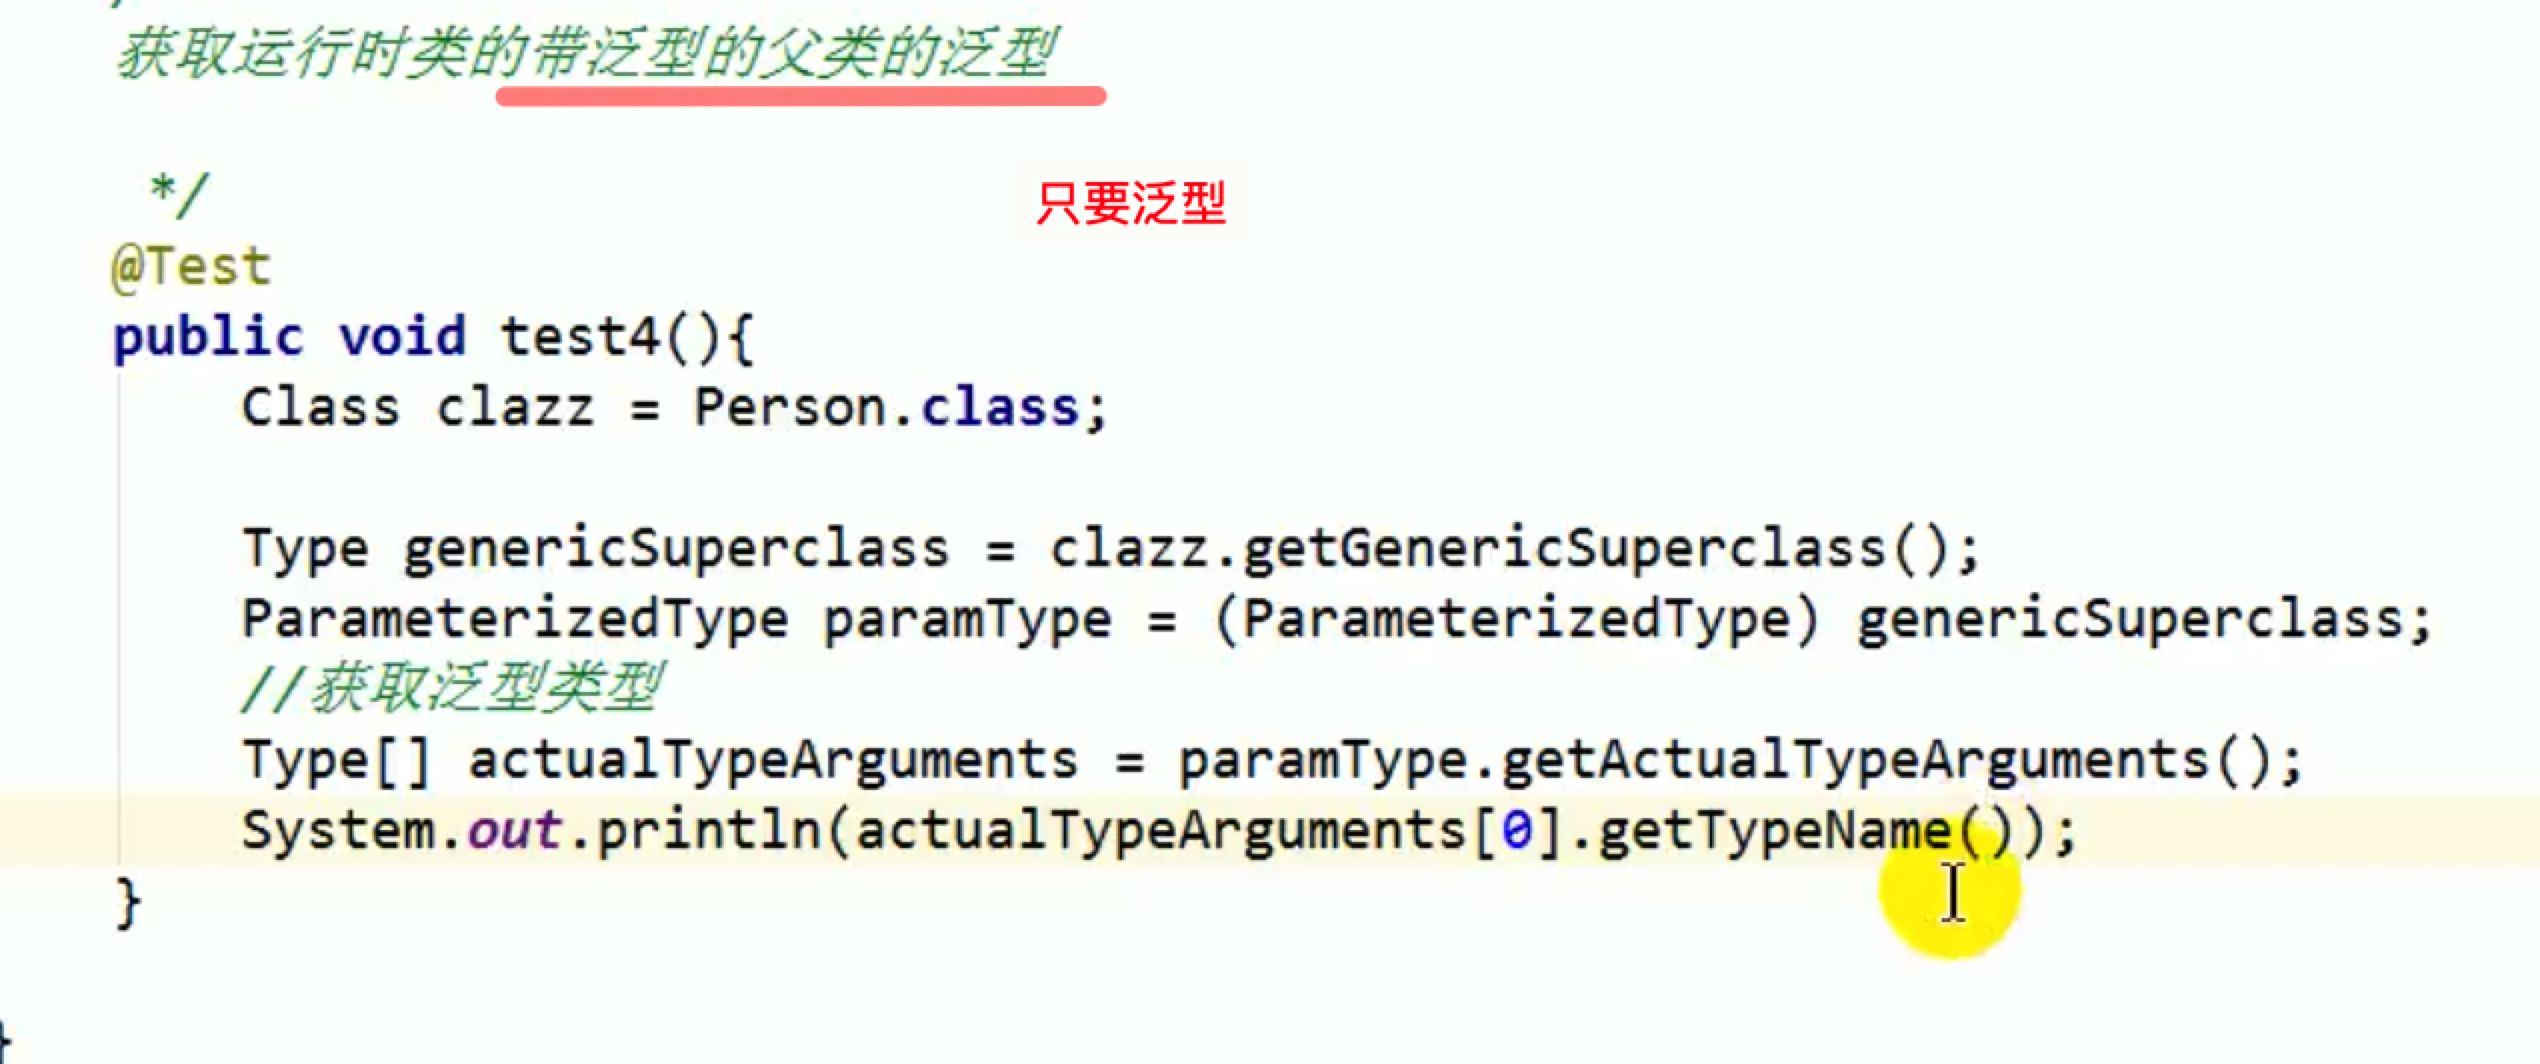 获取运行时类的带泛型的父类的泛型
*/
只要泛型
@Test
public void test4(){
Class clazz = Person.class;
Type genericSuperclass = clazz.getGenericSuperclass();
ParameterizedType paramType = (ParameterizedType) genericSuperclass;
//获取泛型类型
Type[] actualTypeArguments = paramType.getActualTypeArguments();
System.out.println(actualTypeArguments[0].getTypeName());
}
}